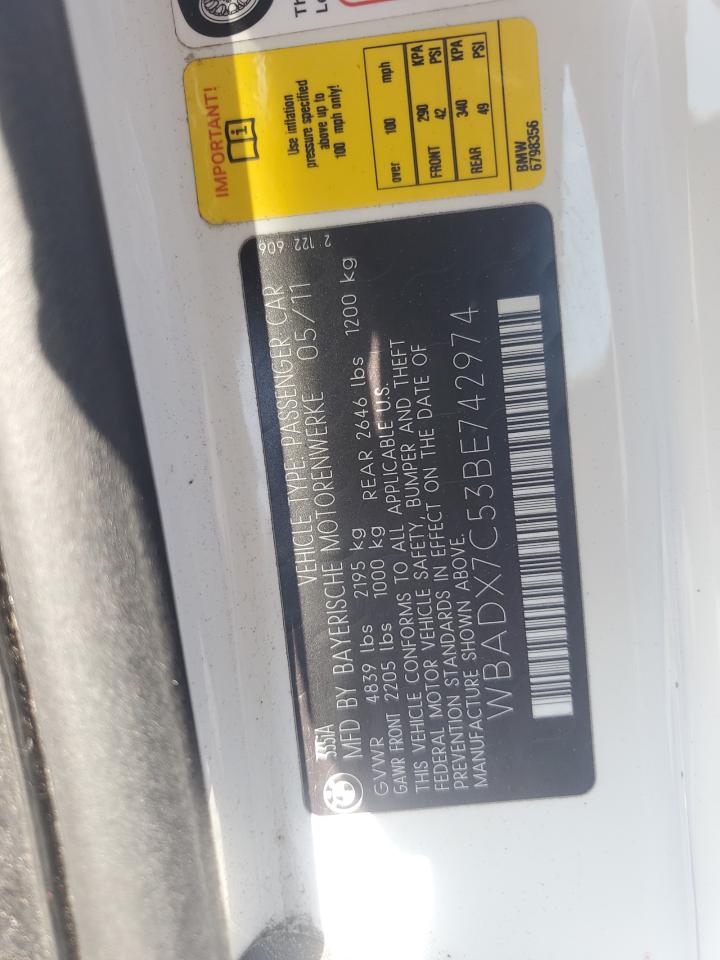 Th
Le
IMPORTANT!
Use inflation
pressure specified
above up to
100 mph only!
over 100 mph
KPA
PSI
FRONT 290
42
KPA
PSI
REAR 340
49
BMW
6798356
606 122 2
VEHICLE TYPE: PASSENGER CAR
MFD BY BAYERISCHE MOTORENWERKE 05/11
GVWR 4839 lbs 2195 kg
GAWR FRONT 2205 lbs 1000 kg REAR 2646 lbs 1200 kg
THIS VEHICLE CONFORMS TO ALL APPLICABLE U.S.
FEDERAL MOTOR VEHICLE SAFETY, BUMPER AND THEFT
PREVENTION STANDARDS IN EFFECT ON THE DATE OF
MANUFACTURE SHOWN ABOVE.
WBADX7C53BE742974